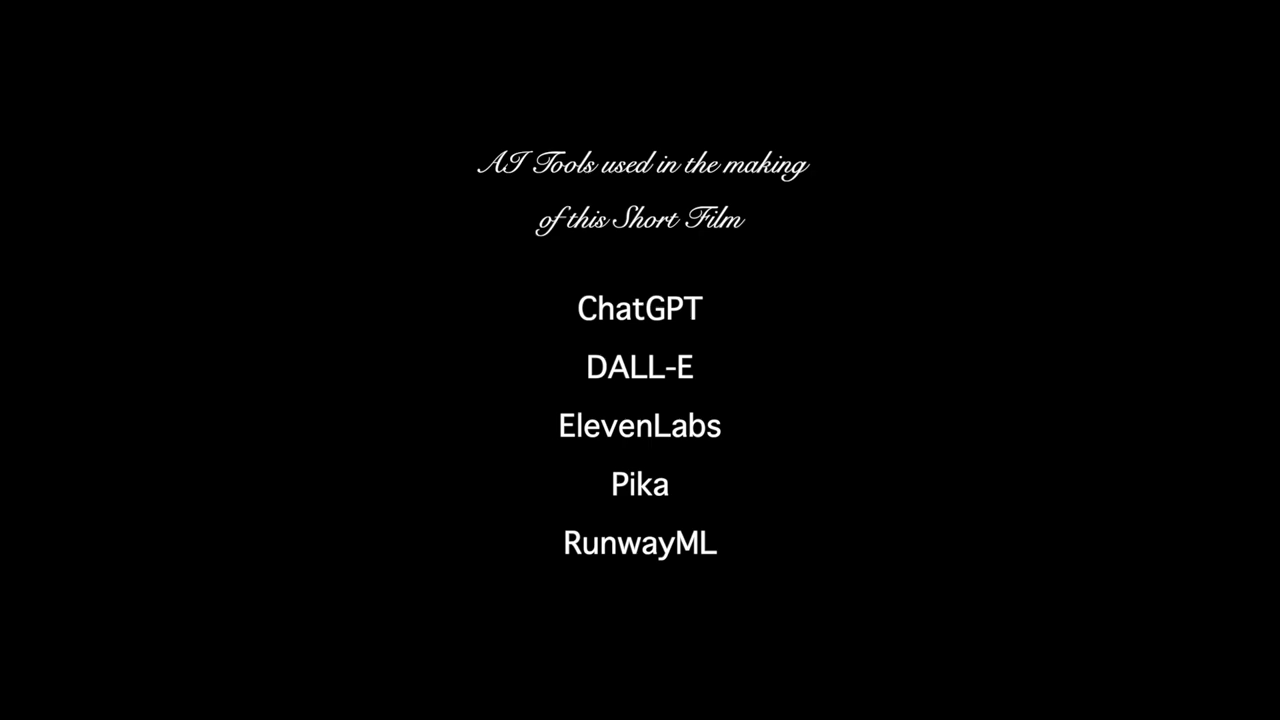 AI Tools used in the making
of this Short Film
ChatGPT
DALL-E
ElevenLabs
Pika
RunwayML